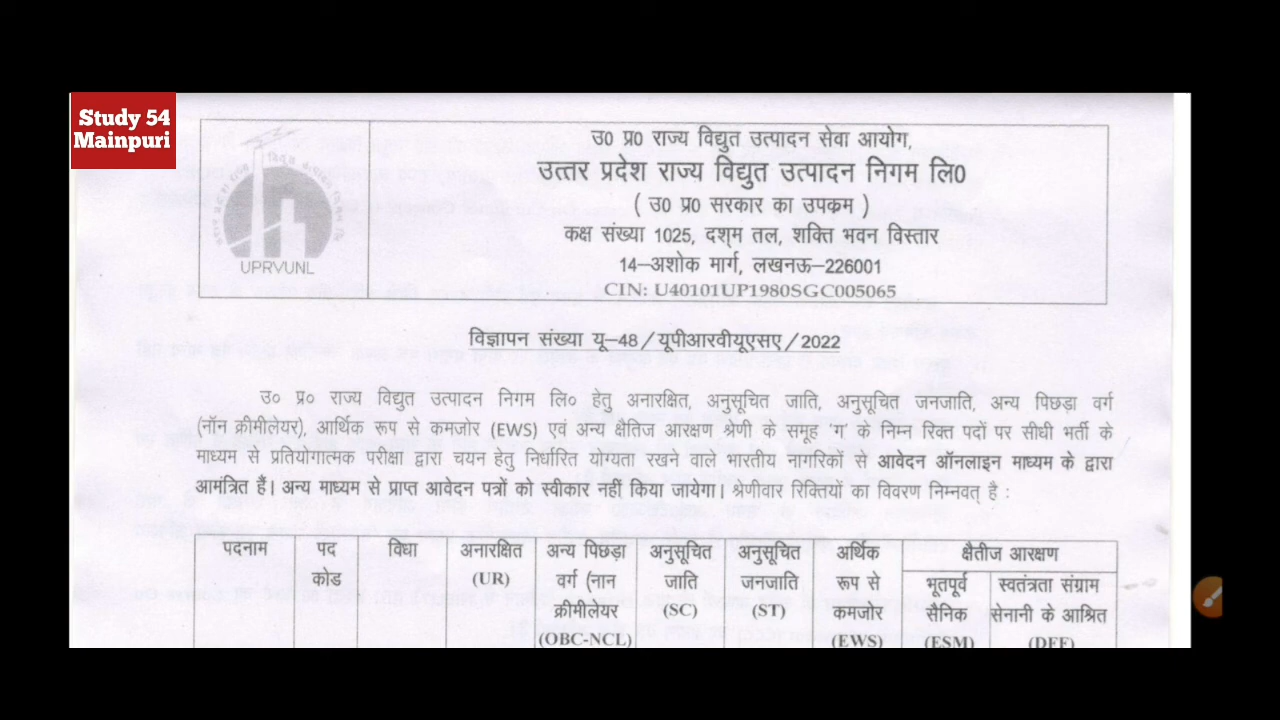 Study 54
Mainpuri
उ0 प्र0 राज्य विद्युत उत्पादन सेवा आयोग,
उत्तर प्रदेश राज्य विद्युत उत्पादन निगम लि0
( उ0 प्र0 सरकार का उपक्रम )
कक्ष संख्या 1025, दश्म तल, शक्ति भवन विस्तार
14–अशोक मार्ग, लखनऊ–226001
CIN: U40101UP1980SGC005065
UPRVUNL
विज्ञापन संख्या यू–48/यूपीआरवीयूएसए/2022
उ० प्र० राज्य विद्युत उत्पादन निगम लि० हेतु अनारक्षित, अनुसूचित जाति, अनुसूचित जनजाति, अन्य पिछड़ा वर्ग
(नॉन क्रीमीलेयर), आर्थिक रूप से कमजोर (EWS) एवं अन्य क्षैतिज आरक्षण श्रेणी के समूह 'ग' के निम्न रिक्त पदों पर सीधी भर्ती के
माध्यम से प्रतियोगात्मक परीक्षा द्वारा चयन हेतु निर्धारित योग्यता रखने वाले भारतीय नागरिकों से आवेदन ऑनलाइन माध्यम के द्वारा
आमंत्रित हैं। अन्य माध्यम से प्राप्त आवेदन पत्रों को स्वीकार नहीं किया जायेगा। श्रेणीवार रिक्तियों का विवरण निम्नवत् है :
पदनाम
पद
कोड
विधा
अनारक्षित
(UR)
अन्य पिछड़ा
वर्ग (नान
क्रीमीलेयर
(OBC-NCL)
अनुसूचित
जाति
(SC)
अनुसूचित
जनजाति
(ST)
आर्थिक
रूप से
कमजोर
(EWS)
क्षैतीज आरक्षण
भूतपूर्व
सैनिक
(ESM)
स्वतंत्रता संग्राम
सेनानी के आश्रित
(DFF)